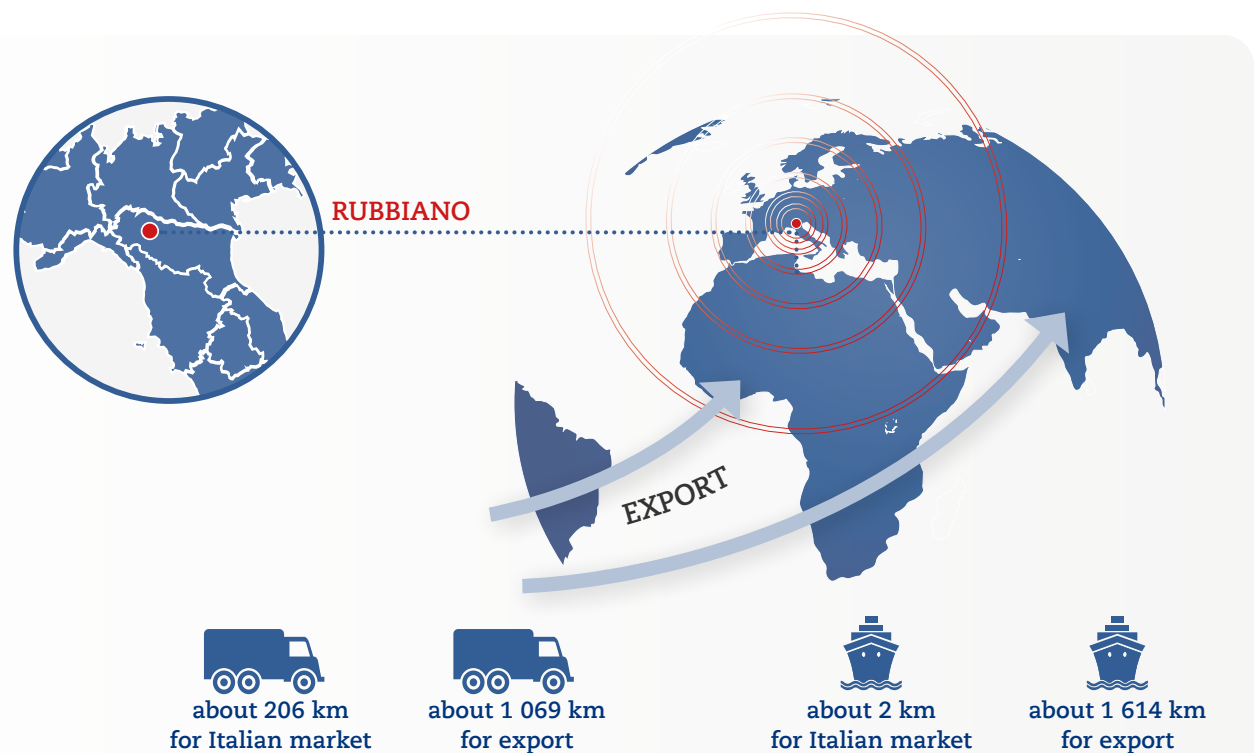 RUBBIANO
EXPORT
about 206 km
for Italian market
about 1 069 km
for export
about 2 km
for Italian market
about 1 614 km
for export